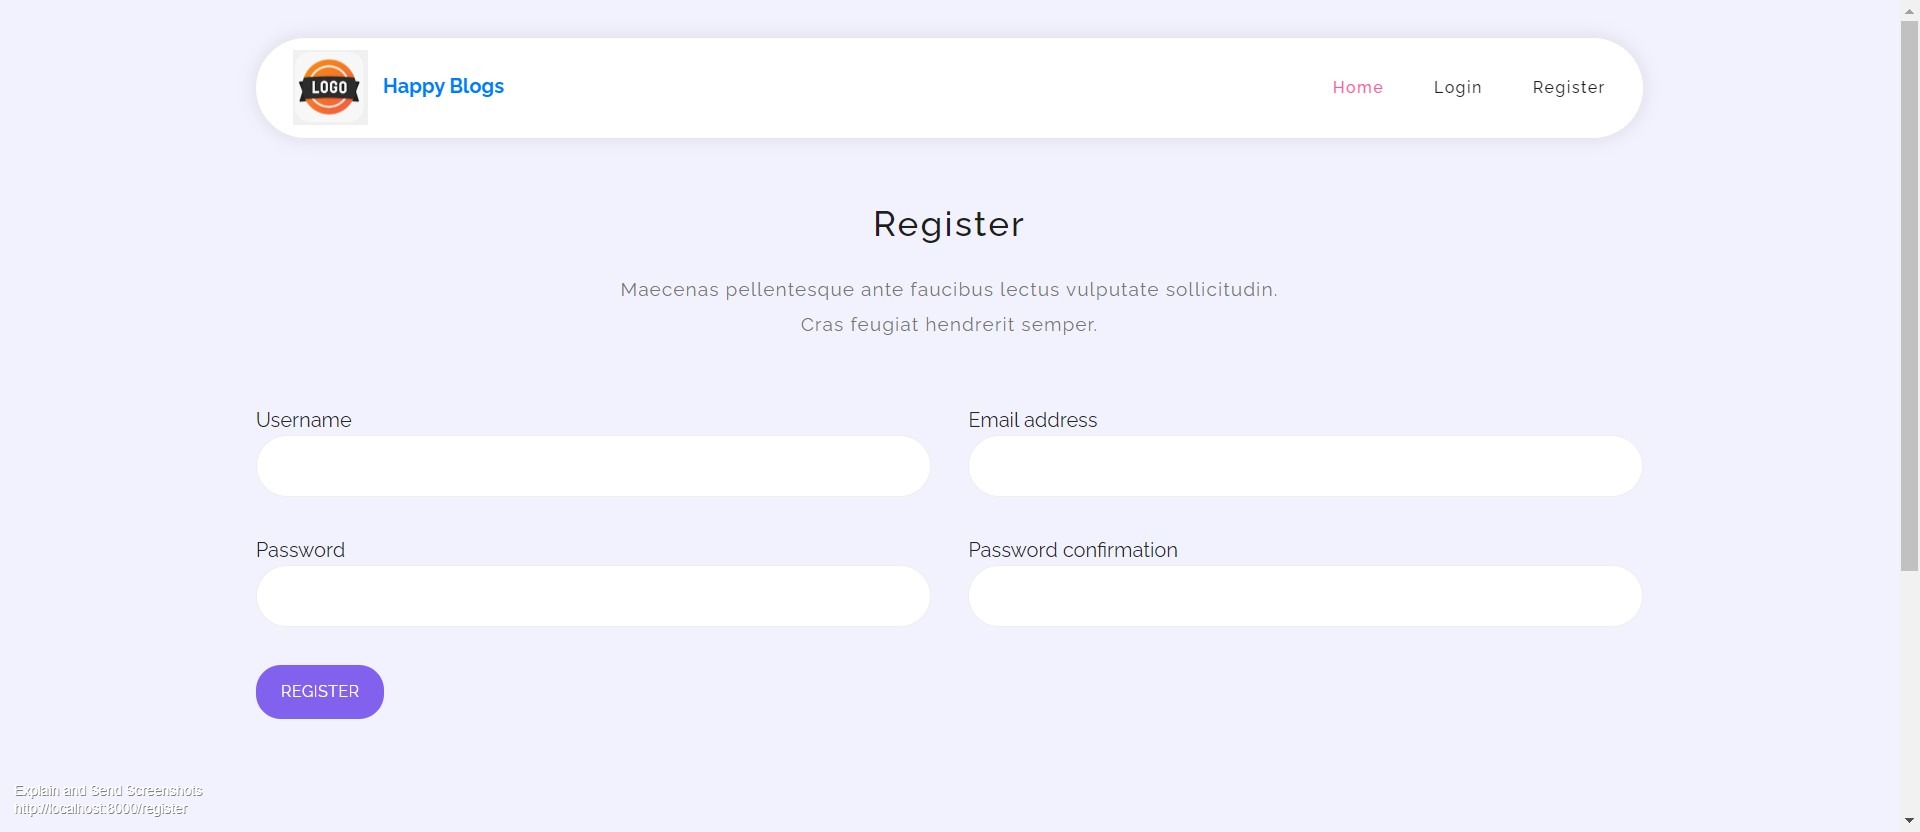 LOGO
Happy Blogs
Home Login Register
Register
Maecenas pellentesque ante faucibus lectus vulputate sollicitudin.
Cras feugiat hendrerit semper.
Username Email address
Password Password confirmation
REGISTER
Explain and Send Screenshots
http://localhost:8000/register